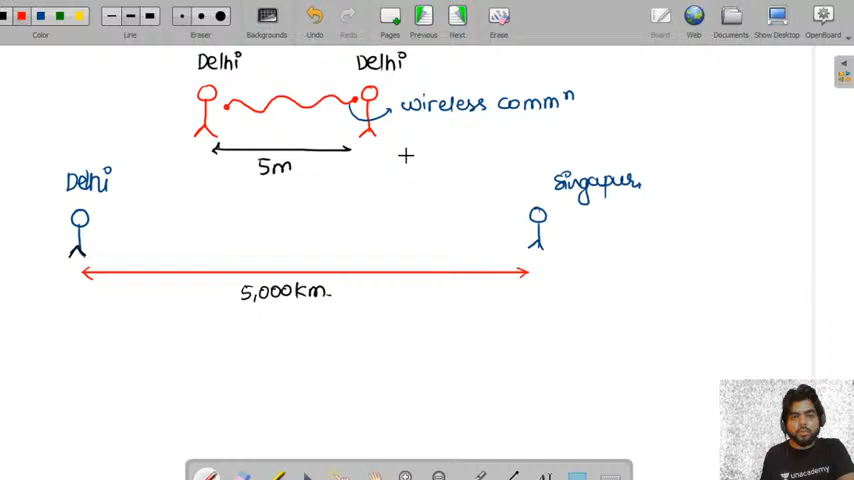 Color
Line
Eraser
Backgrounds
Undo
Redo
Pages
Previous
Next
Erase
Board
Web
Documents
Show Desktop
OpenBoard
Delhi
Delhi
wireless commⁿ
5m
Delhi
Singapur
5,000km
unacademy